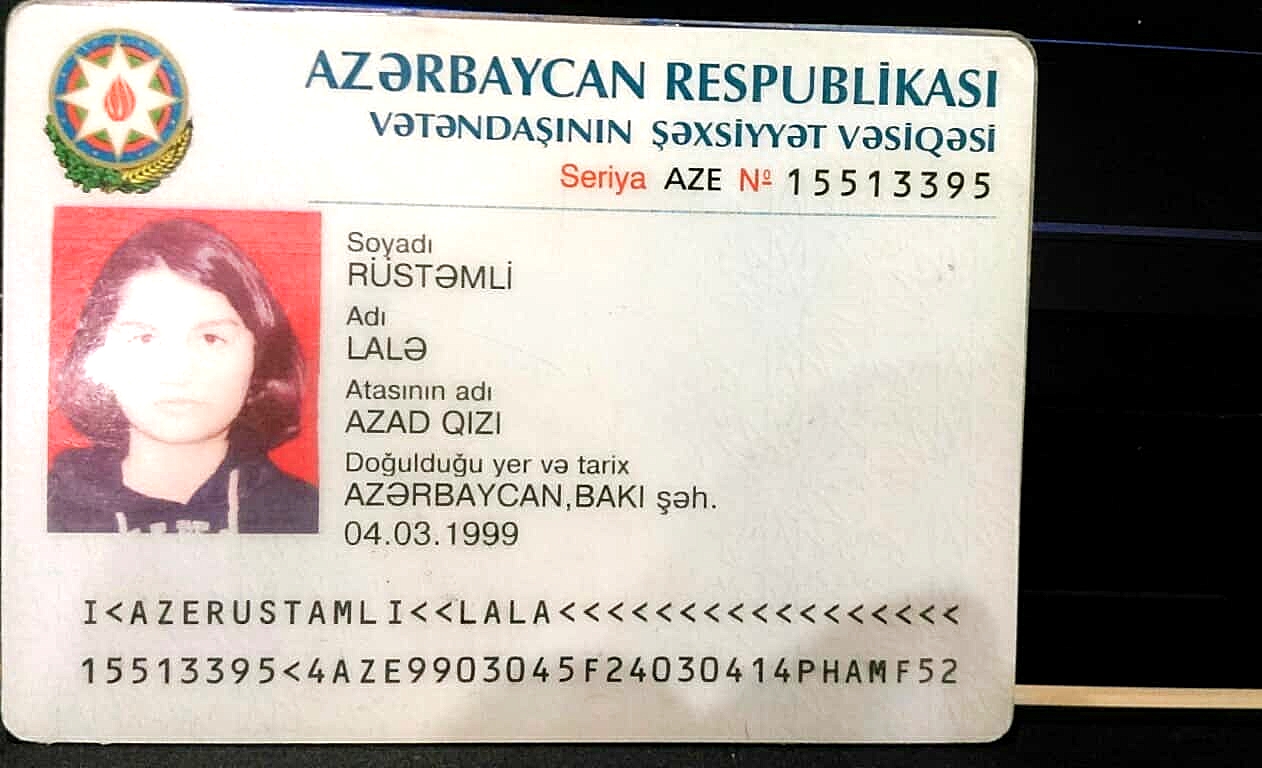 AZƏRBAYCAN RESPUBLİKASI
VƏTƏNDAŞININ ŞƏXSİYYƏT VƏSİQƏSİ
Seriya AZE № 15513395
Soyadı
RÜSTƏMLİ
Adı
LALƏ
Atasının adı
AZAD QIZI
Doğulduğu yer və tarix
AZƏRBAYCAN,BAKI şəh.
04.03.1999
I<AZERUSTAMLI<<LALA<<<<<<<<<<<<<<<<<
15513395<4AZE9903045F24030414PHAMF52